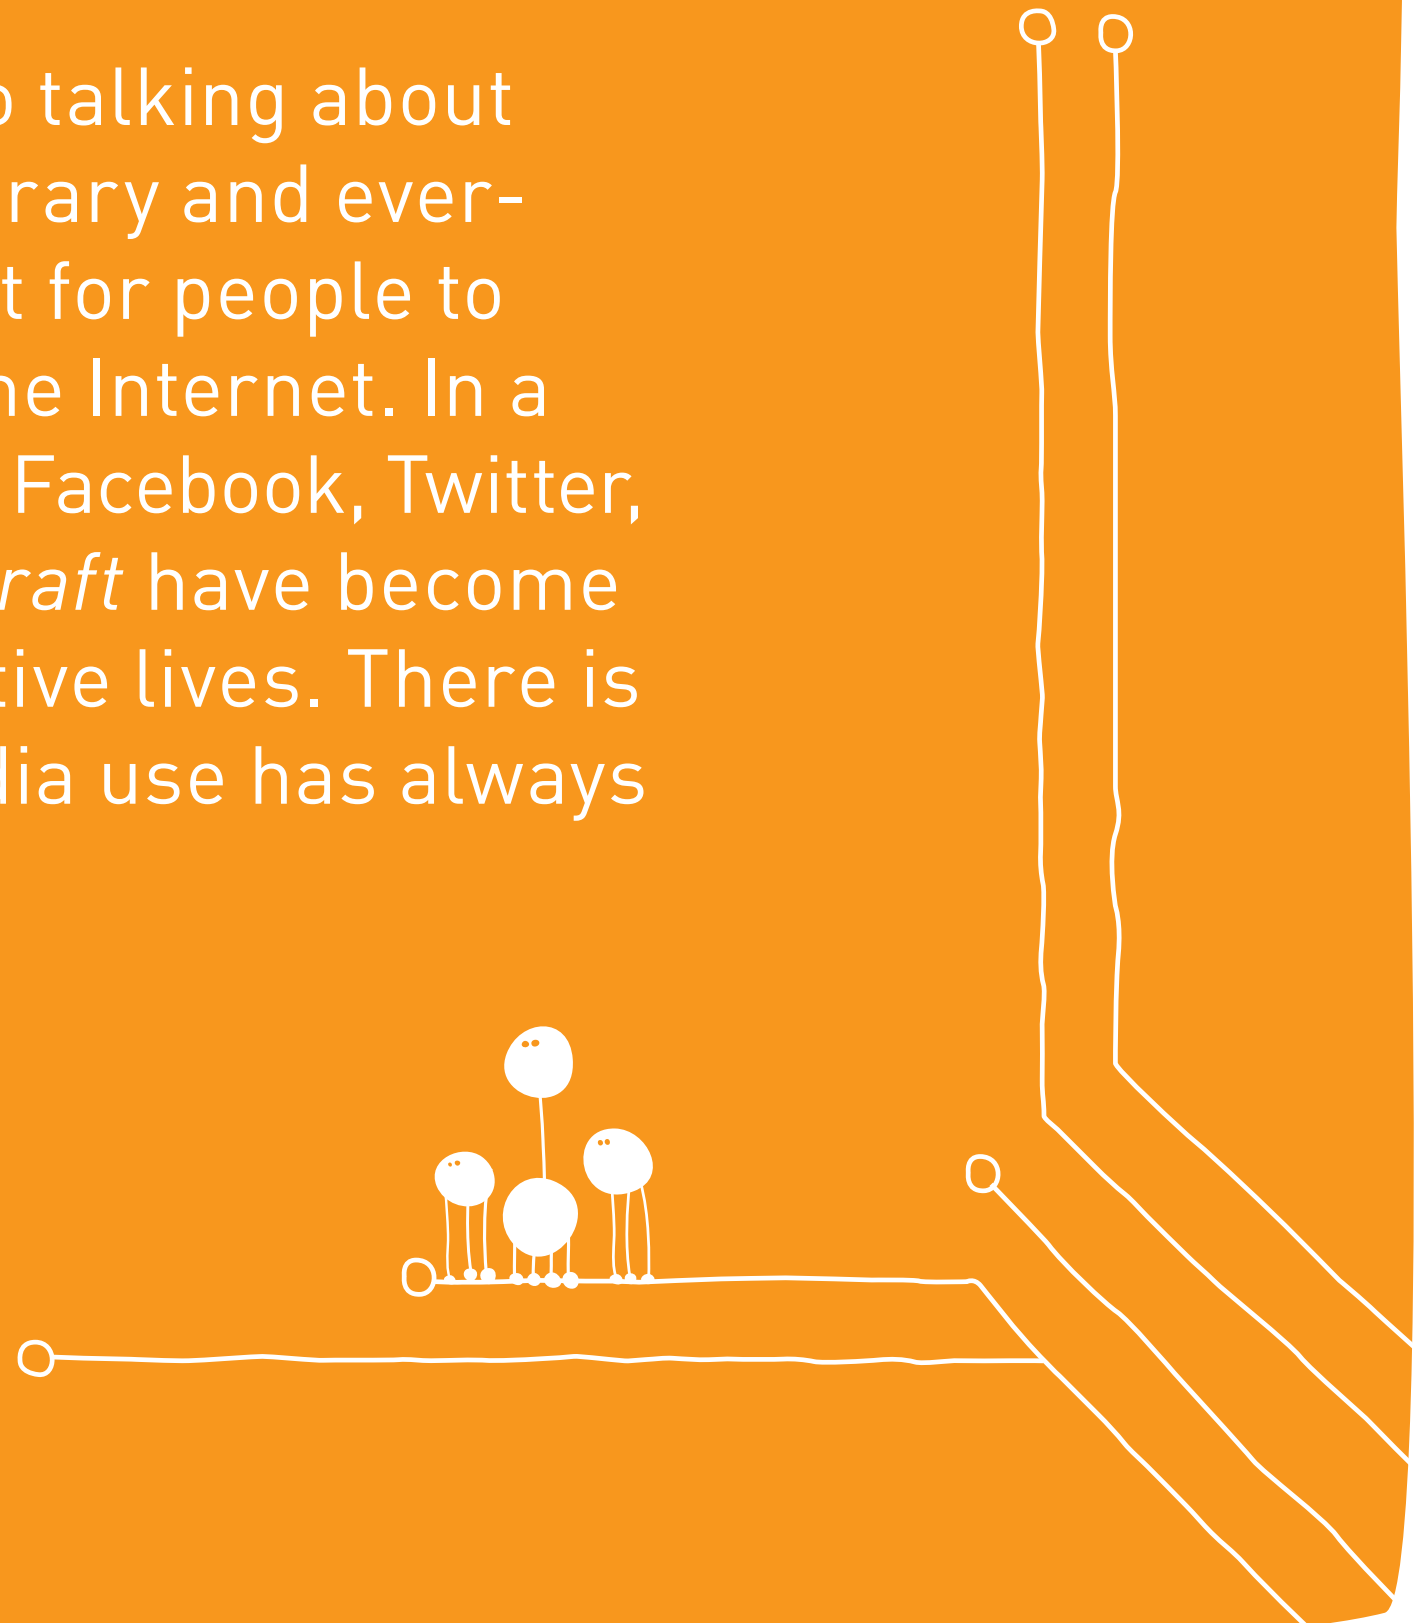 talking about
rary and ever-
t for people to
ne Internet. In a
Facebook, Twitter,
raft have become
tive lives. There is
dia use has always